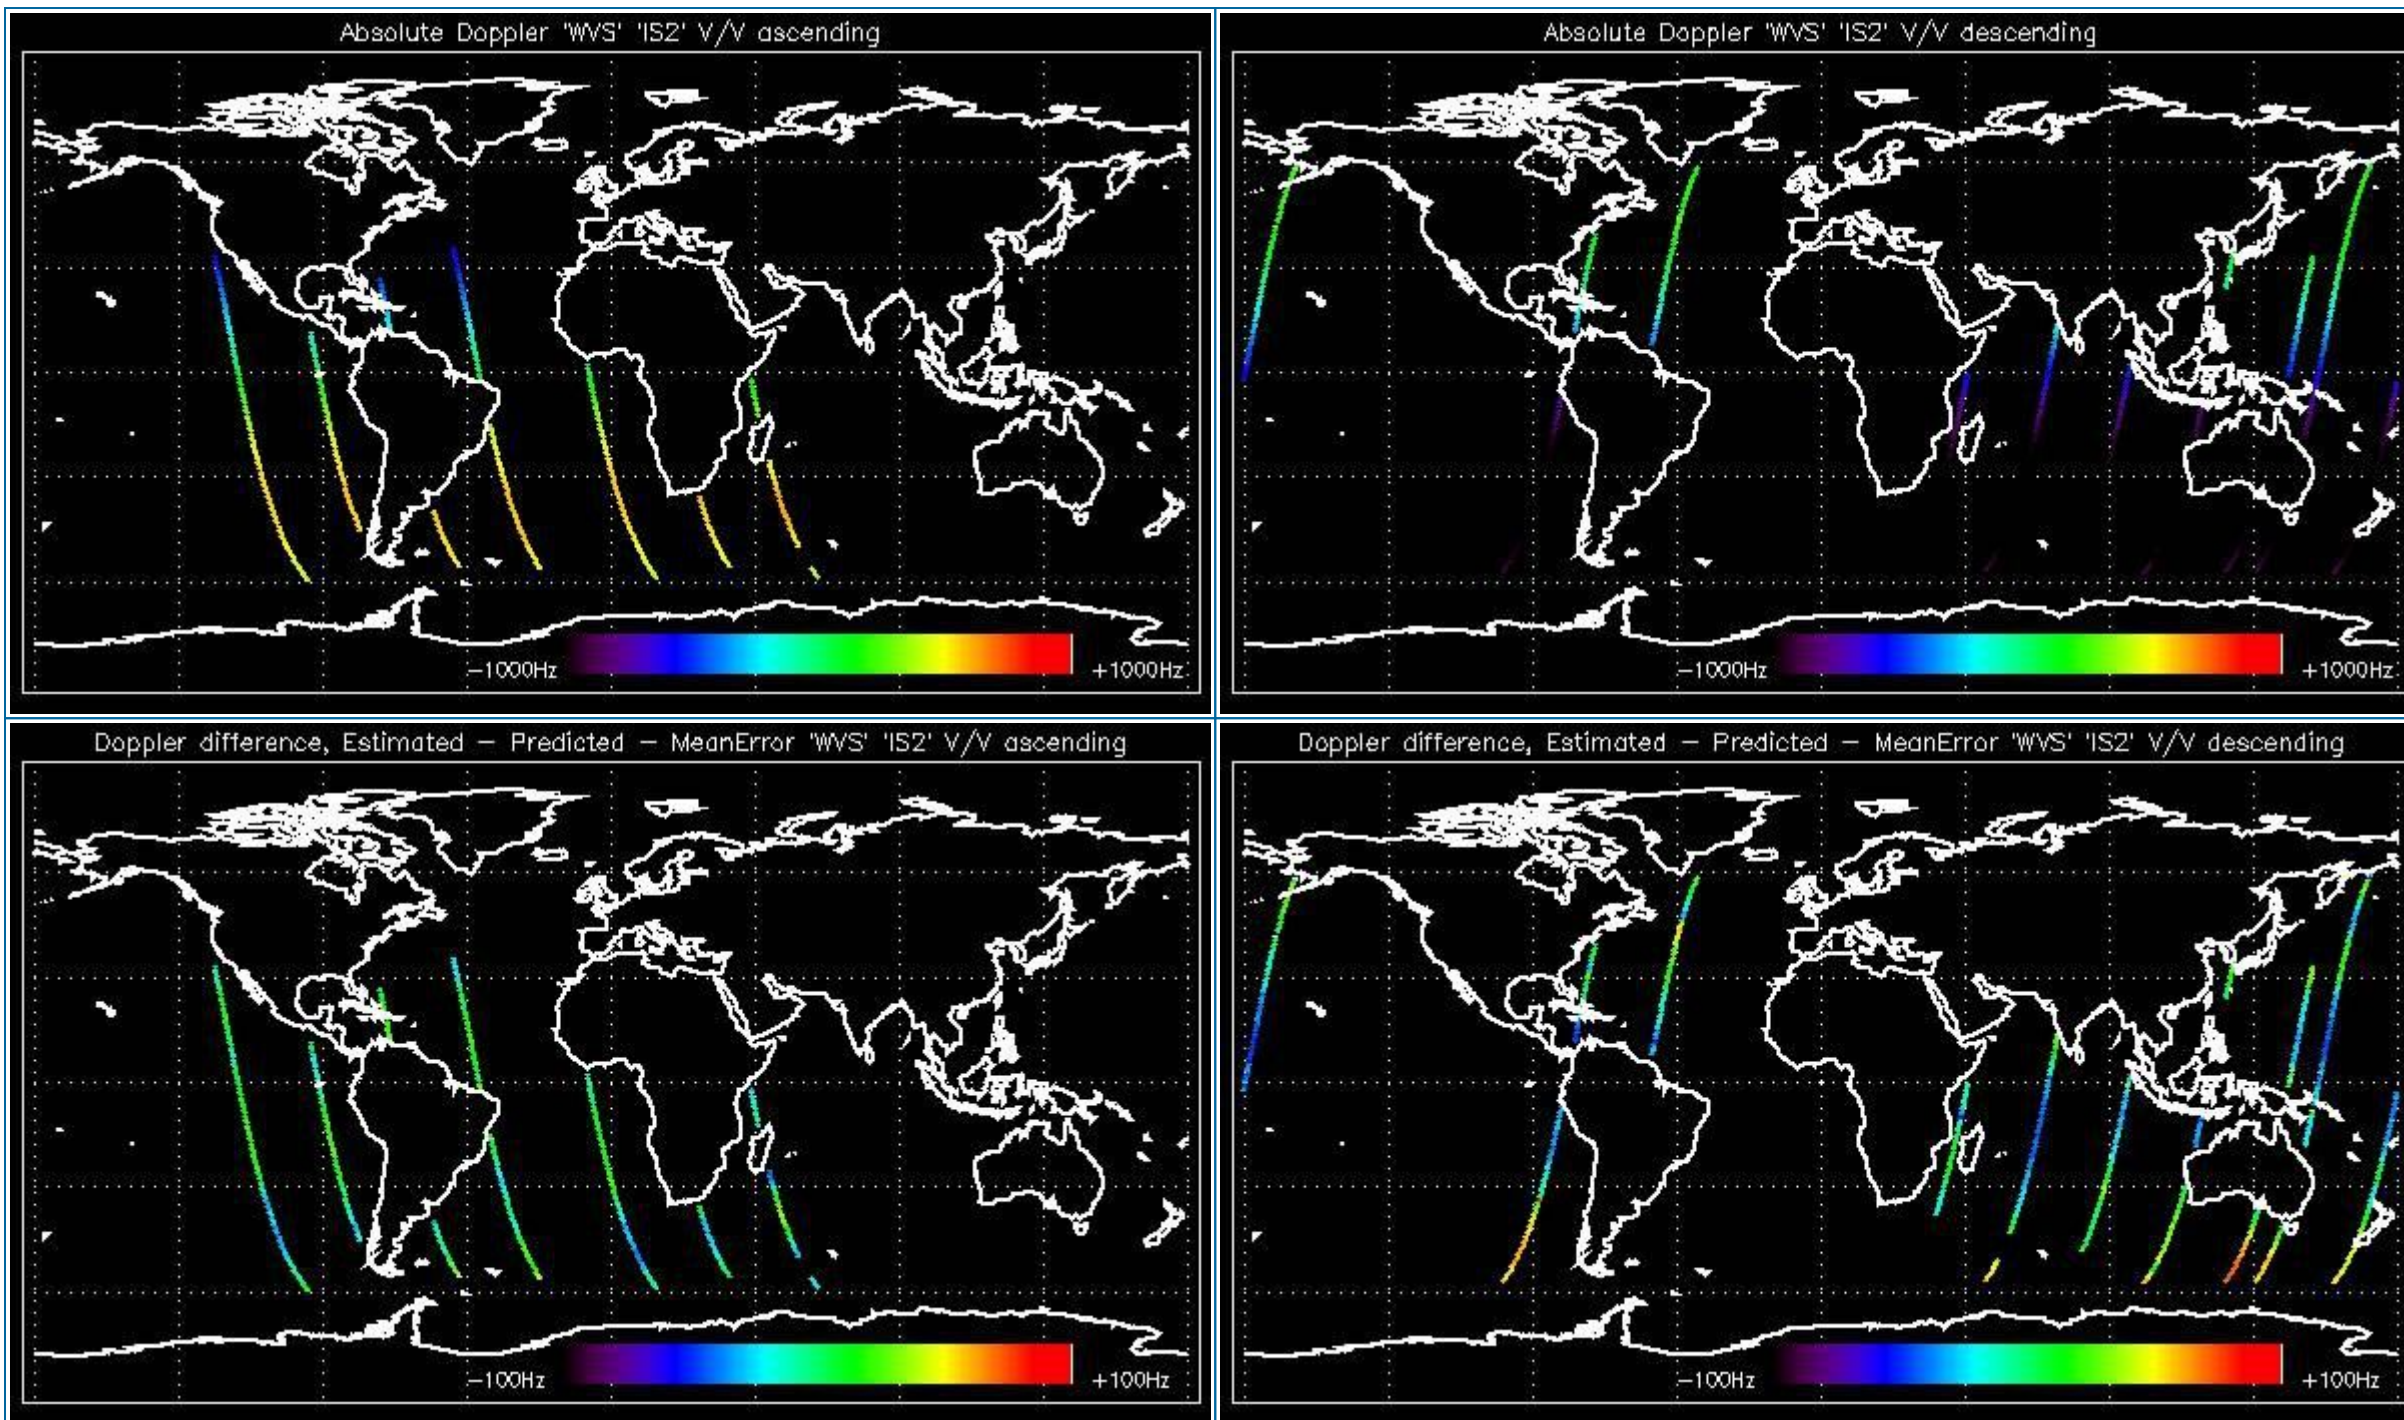 Absolute Doppler 'WVS' 'IS2' V/V ascending
-1000Hz
+1000Hz
Absolute Doppler 'WVS' 'IS2' V/V descending
-1000Hz
+1000Hz
Doppler difference, Estimated - Predicted - MeanError 'WVS' 'IS2' V/V ascending
-100Hz
+100Hz
Doppler difference, Estimated - Predicted - MeanError 'WVS' 'IS2' V/V descending
-100Hz
+100Hz